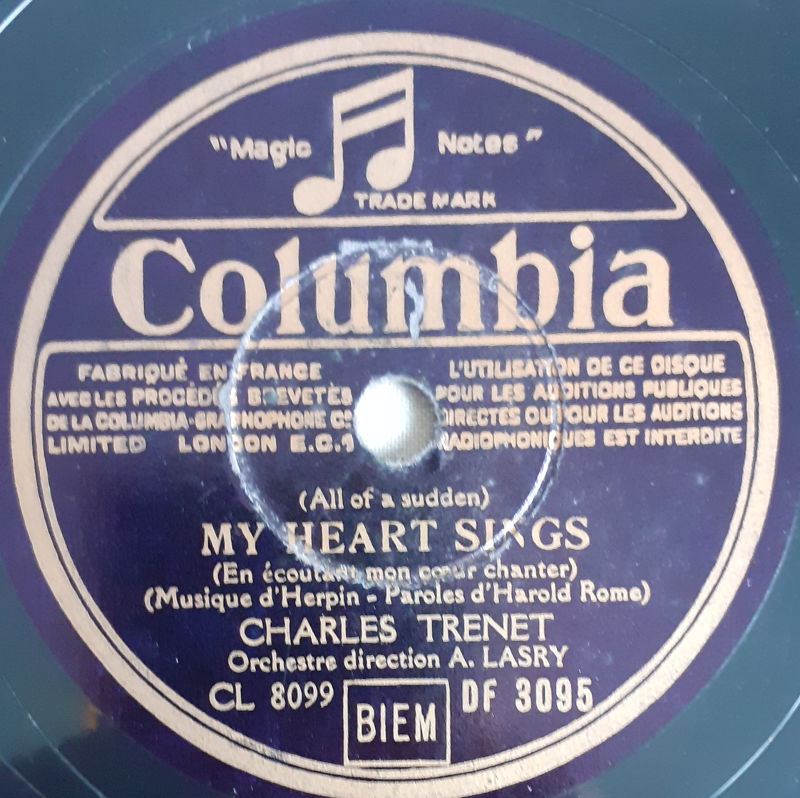 "Magic Notes"
TRADE MARK
Columbia
FABRIQUÉ EN FRANCE
AVEC LES PROCÉDÉS BREVETÉS
DE LA COLUMBIA-GRAPHOPHONE Cº
LIMITED LONDON E.C.1
L'UTILISATION DE CE DISQUE
POUR LES AUDITIONS PUBLIQUES
DIRECTES OU POUR LES AUDITIONS
RADIOPHONIQUES EST INTERDITE
(All of a sudden)
MY HEART SINGS
(En écoutant mon cœur chanter)
(Musique d'Herpin - Paroles d'Harold Rome)
CHARLES TRENET
Orchestre direction A. LASRY
CL 8099 BIEM DF 3095